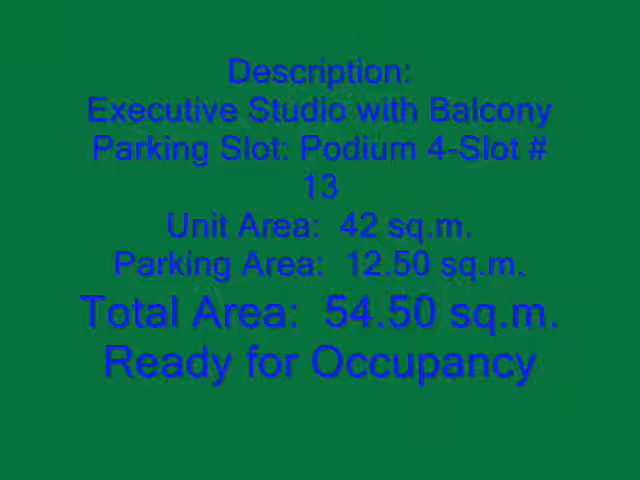 Description:
Executive Studio with Balcony
Parking Slot: Podium 4-Slot #
13
Unit Area:  42 sq.m.
Parking Area:  12.50 sq.m.
Total Area:  54.50 sq.m.
Ready for Occupancy